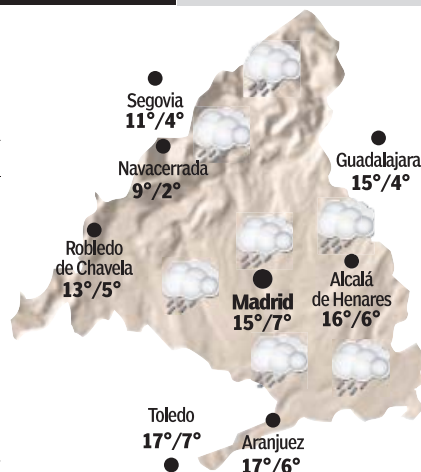 Segovia
11°/4°
Navacerrada
9°/2°
Guadalajara
15°/4°
Robledo
de Chavela
13°/5°
Madrid
15°/7°
Alcalá
de Henares
16°/6°
Toledo
17°/7°
Aranjuez
17°/6°